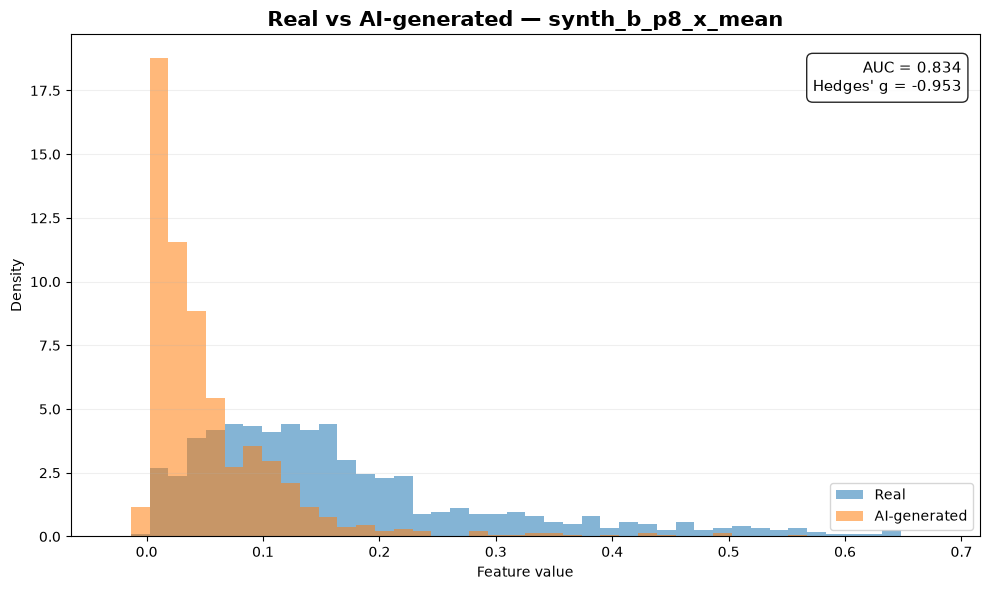 Real vs AI-generated — synth_b_p8_x_mean
AUC = 0.834
Hedges' g = -0.953
17.5
15.0
12.5
10.0
7.5
5.0
2.5
0.0
Density
Real
AI-generated
0.0 0.1 0.2 0.3 0.4 0.5 0.6 0.7
Feature value